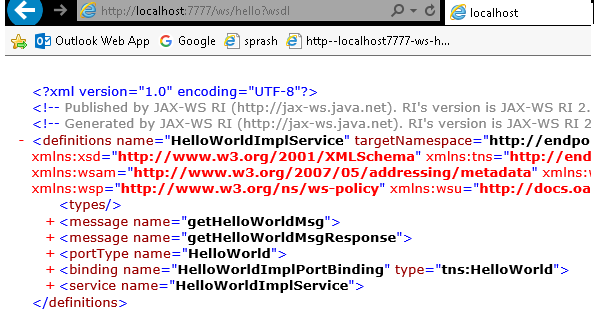 http://localhost:7777/ws/hello?wsdl
localhost
Outlook Web App Google sprash http--localhost7777-ws-h...
<?xml version="1.0" encoding="UTF-8"?>
<!-- Published by JAX-WS RI (http://jax-ws.java.net). RI's version is JAX-WS RI 2.
<!-- Generated by JAX-WS RI (http://jax-ws.java.net). RI's version is JAX-WS RI 2.
- <definitions name="HelloWorldImplService" targetNamespace="http://endpo
xmlns:xsd="http://www.w3.org/2001/XMLSchema" xmlns:tns="http://end
xmlns:wsam="http://www.w3.org/2007/05/addressing/metadata" xmlns:w
xmlns:wsp="http://www.w3.org/ns/ws-policy" xmlns:wsu="http://docs.oa
<types/>
+ <message name="getHelloWorldMsg">
+ <message name="getHelloWorldMsgResponse">
+ <portType name="HelloWorld">
+ <binding name="HelloWorldImplPortBinding" type="tns:HelloWorld">
+ <service name="HelloWorldImplService">
</definitions>